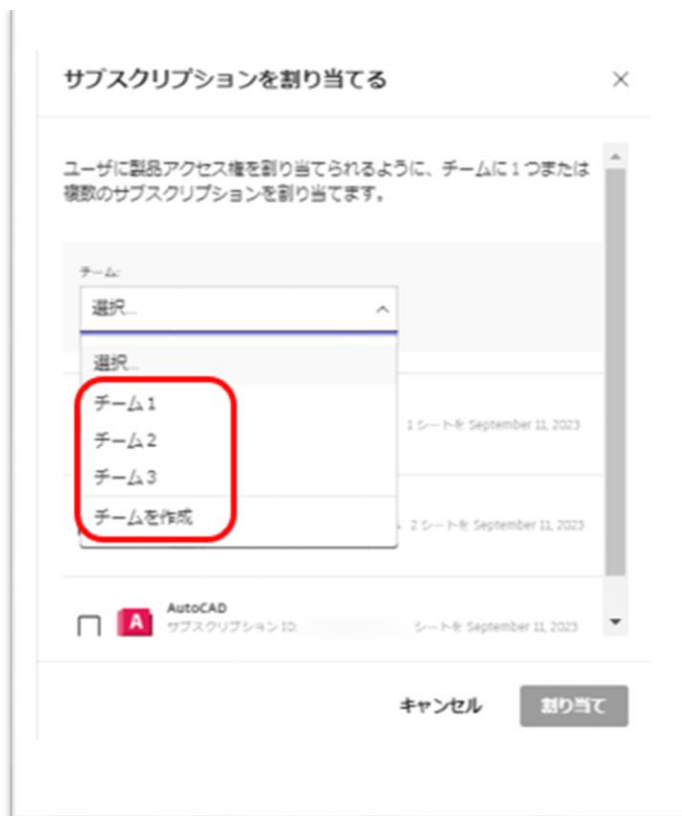 サブスクリプションを割り当てる
ユーザに製品アクセス権を割り当てられるように、チームに1つまたは
複数のサブスクリプションを割り当てます。
チーム:
選択...
選択...
チーム1
チーム2
チーム3
チームを作成
1 シートを September 11, 2023
2 シートを September 11, 2023
AutoCAD
サブスクリプション ID:
シートを September 11, 2023
キャンセル
割り当て